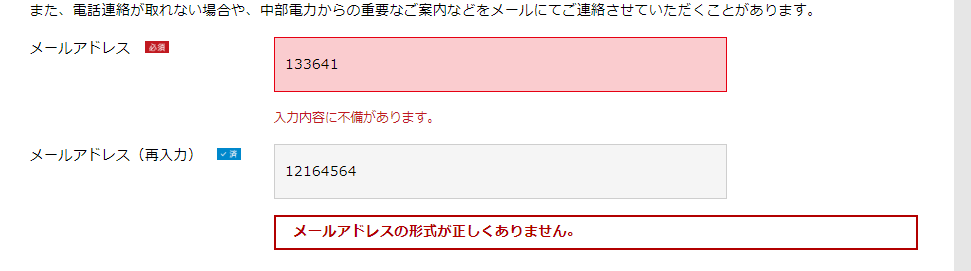 また、電話連絡が取れない場合や、中部電力からの重要なご案内などをメールにてご連絡させていただくことがあります。
メールアドレス 必須
133641
入力内容に不備があります。
メールアドレス（再入力） ✓ 済
12164564
メールアドレスの形式が正しくありません。